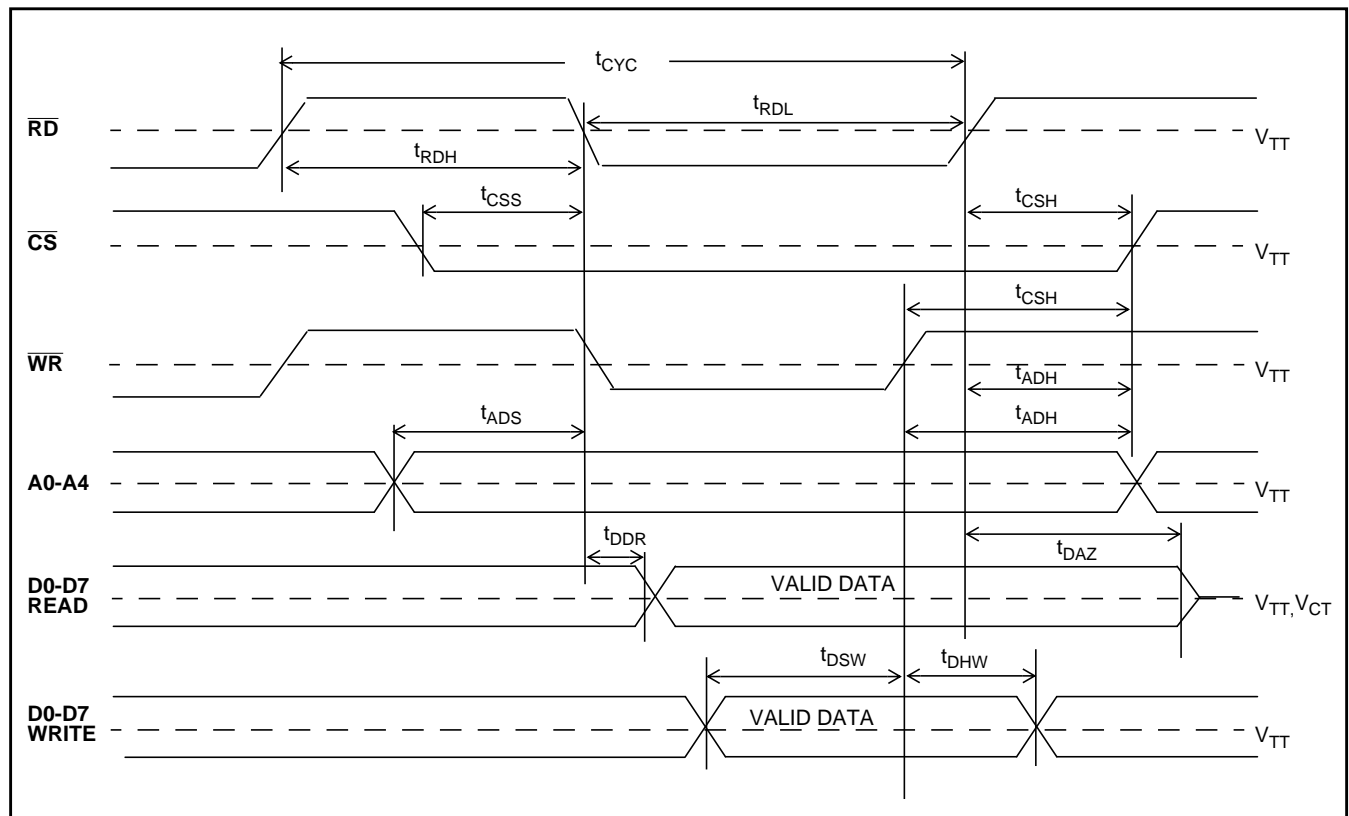 tCYC
tRDL
RD
VTT
tRDH
tCSS
tCSH
CS
VTT
tCSH
WR
VTT
tADH
tADS
tADH
A0-A4
VTT
tDDR
tDAZ
D0-D7
READ
VALID DATA
VTT,VCT
tDSW
tDHW
D0-D7
WRITE
VALID DATA
VTT